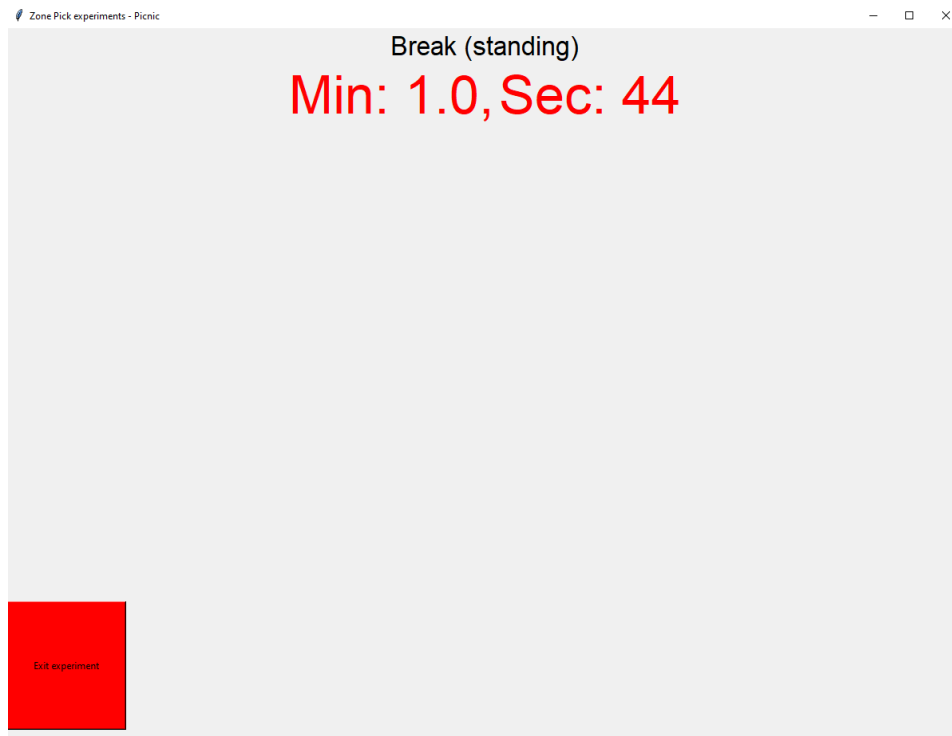 Zone Pick experiments - Picnic
Break (standing)
Min: 1.0, Sec: 44
Exit experiment